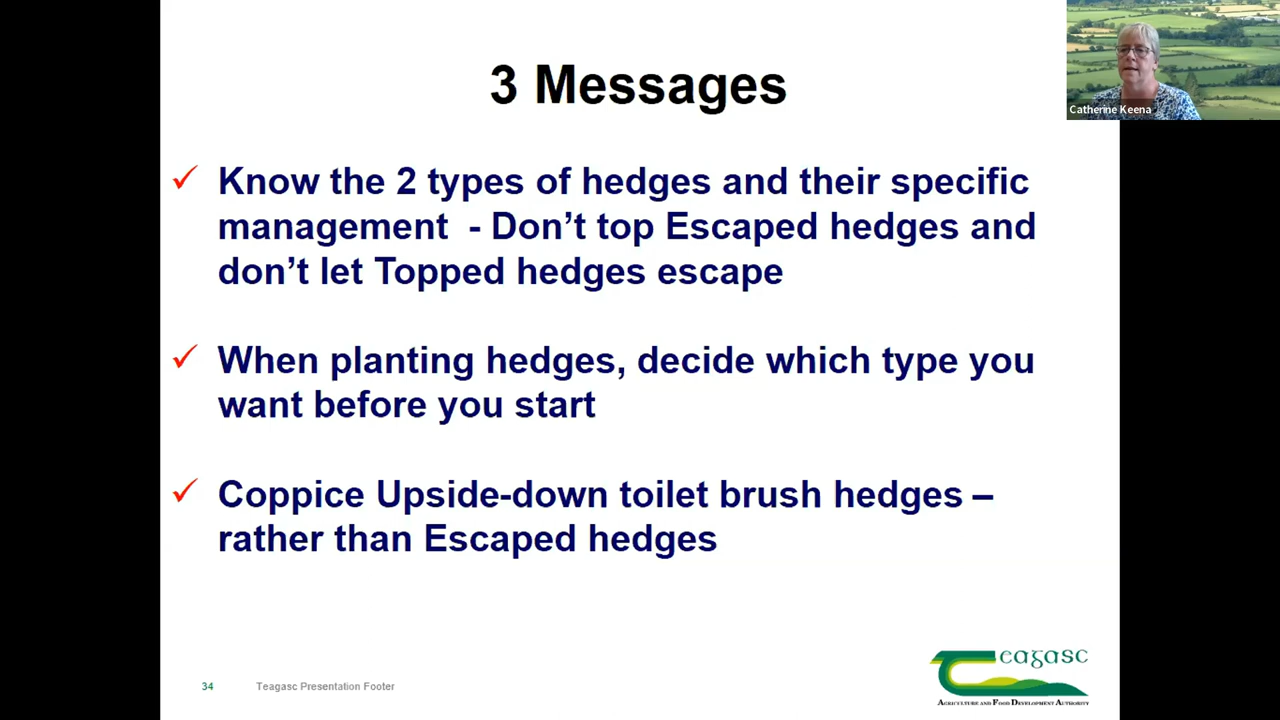 3 Messages
Catherine Keena
✓ Know the 2 types of hedges and their specific
management - Don't top Escaped hedges and
don't let Topped hedges escape
✓ When planting hedges, decide which type you
want before you start
✓ Coppice Upside-down toilet brush hedges –
rather than Escaped hedges
34 Teagasc Presentation Footer
Teagasc
AGRICULTURE AND FOOD DEVELOPMENT AUTHORITY